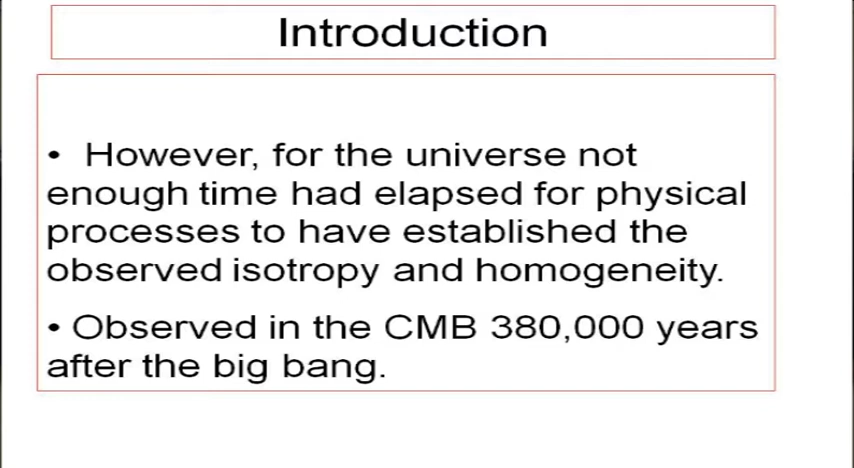 Introduction
• However, for the universe not
enough time had elapsed for physical
processes to have established the
observed isotropy and homogeneity.
• Observed in the CMB 380,000 years
after the big bang.